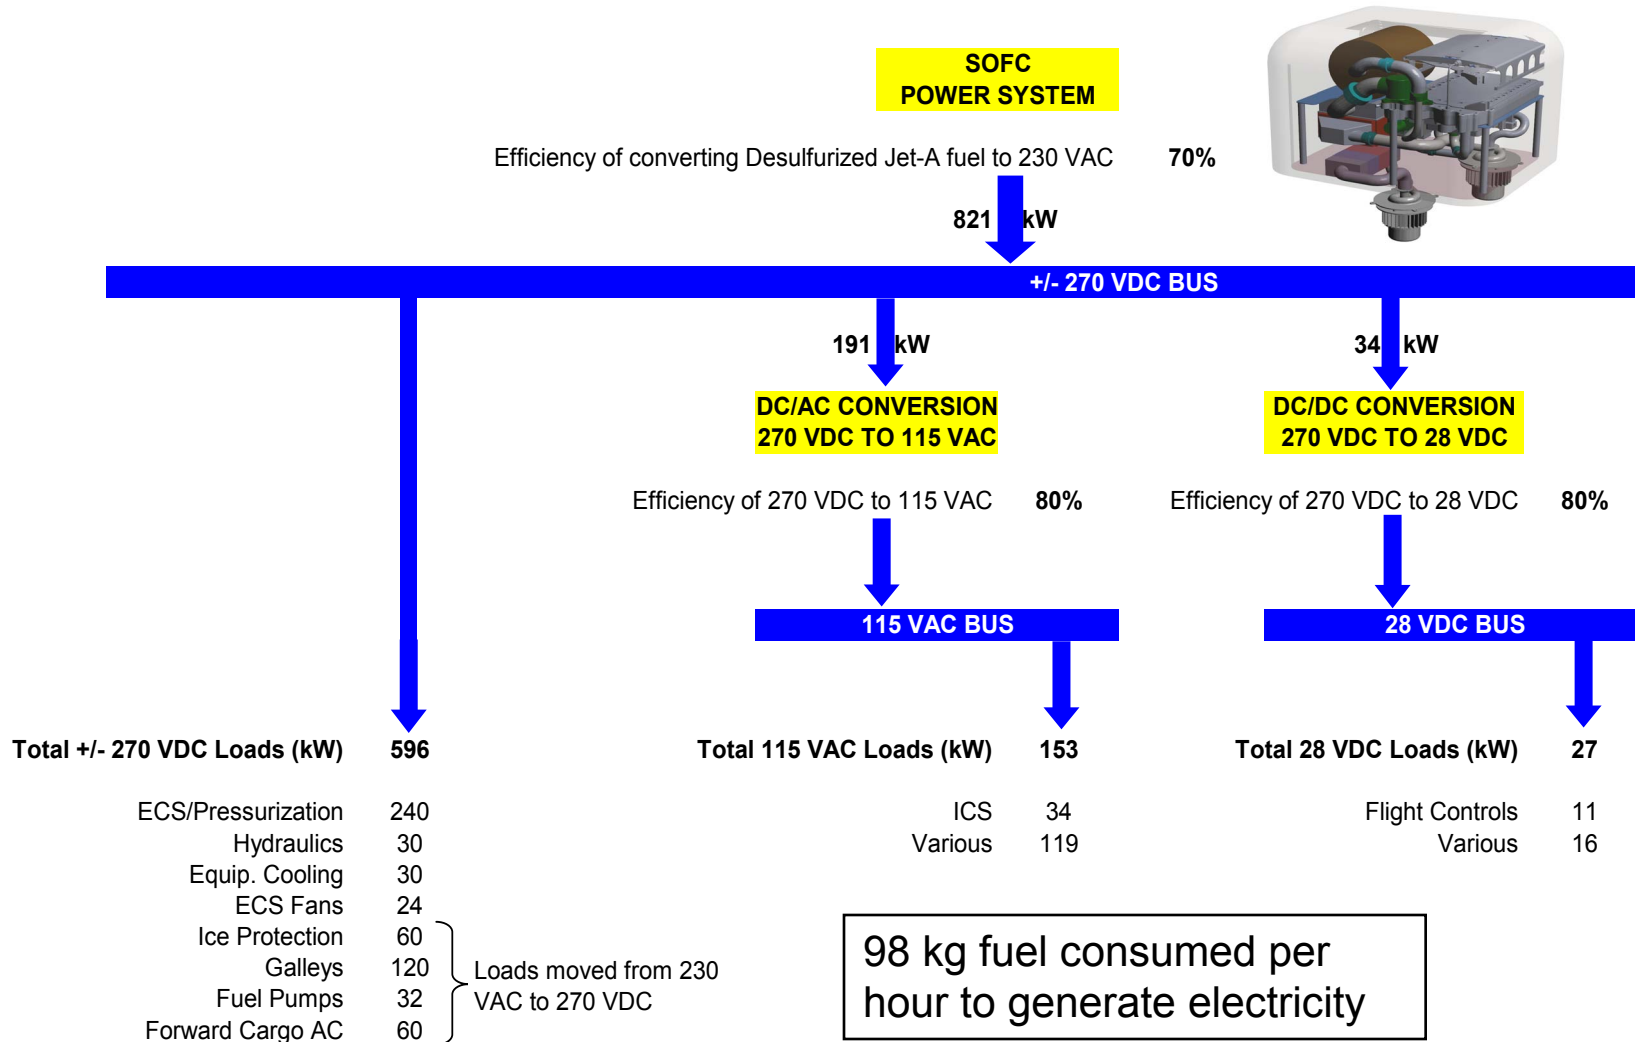 SOFC
POWER SYSTEM
Efficiency of converting Desulfurized Jet-A fuel to 230 VAC 70%
821 kW
+/- 270 VDC BUS
191 kW
34 kW
DC/AC CONVERSION
270 VDC TO 115 VAC
DC/DC CONVERSION
270 VDC TO 28 VDC
Efficiency of 270 VDC to 115 VAC 80%
Efficiency of 270 VDC to 28 VDC 80%
115 VAC BUS
28 VDC BUS
Total +/- 270 VDC Loads (kW) 596
ECS/Pressurization 240
Hydraulics 30
Equip. Cooling 30
ECS Fans 24
Ice Protection 60
Galleys 120
Fuel Pumps 32
Forward Cargo AC 60
Loads moved from 230
VAC to 270 VDC
Total 115 VAC Loads (kW) 153
ICS 34
Various 119
Total 28 VDC Loads (kW) 27
Flight Controls 11
Various 16
98 kg fuel consumed per
hour to generate electricity